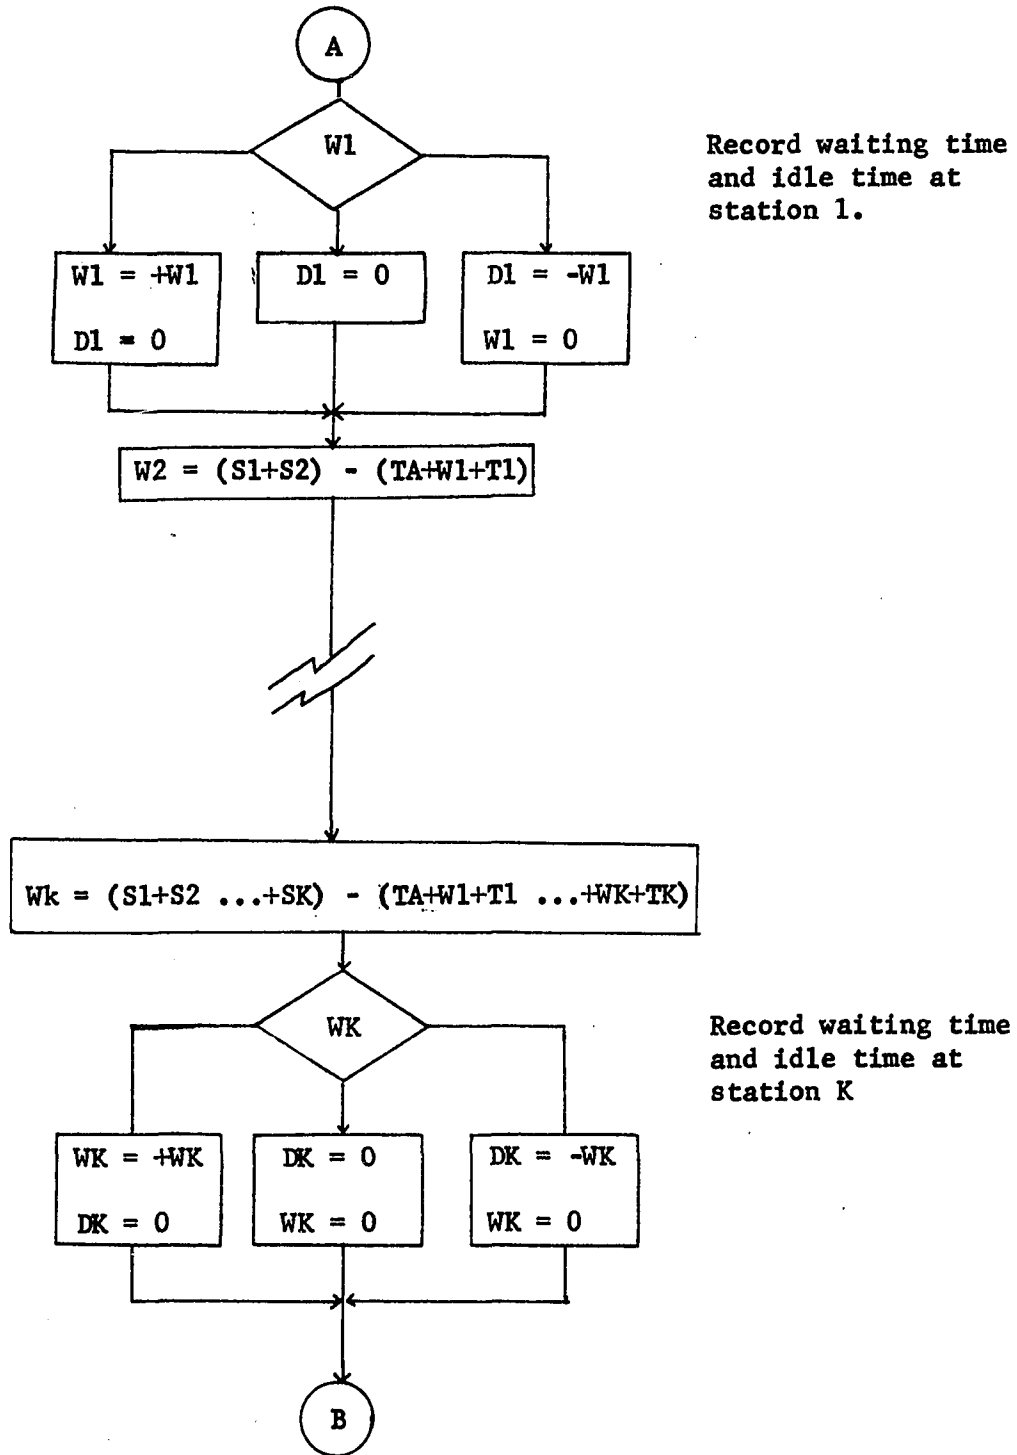 A
W1
Record waiting time
and idle time at
station 1.
W1 = +W1
D1 = 0
D1 = 0
D1 = -W1
W1 = 0
W2 = (S1+S2) - (TA+W1+T1)
Wk = (S1+S2 ...+SK) - (TA+W1+T1 ...+WK+TK)
WK
Record waiting time
and idle time at
station K
WK = +WK
DK = 0
DK = 0
WK = 0
DK = -WK
WK = 0
B